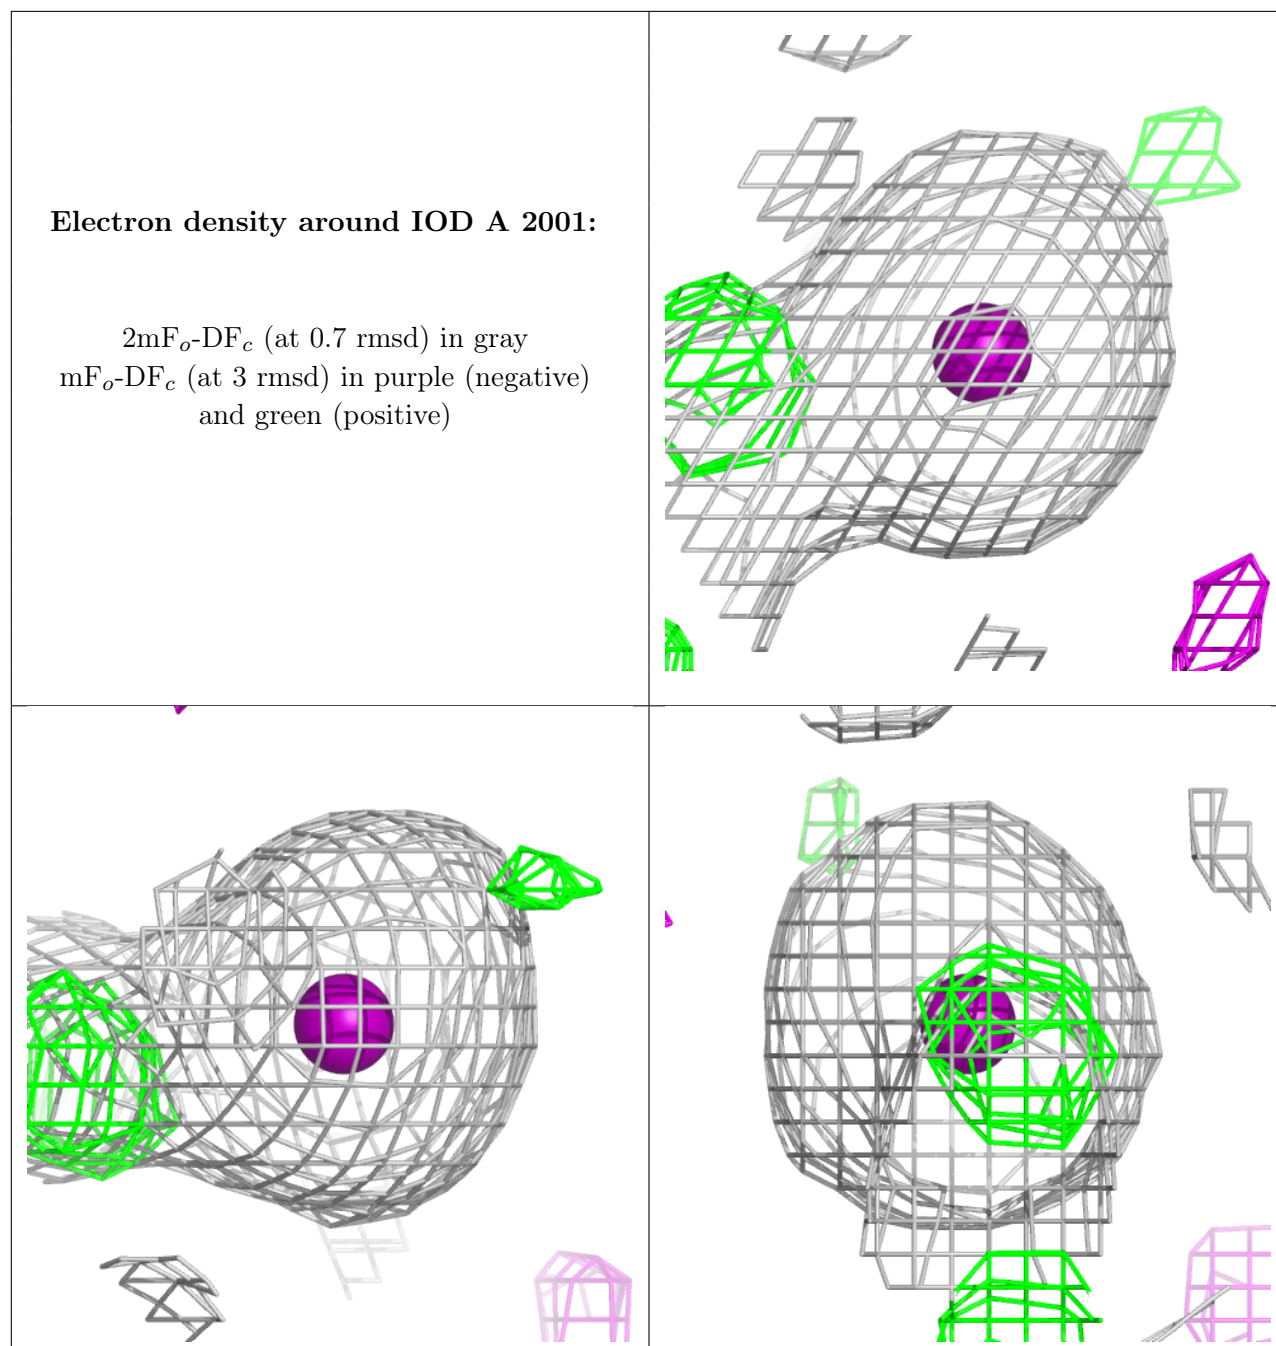 Electron density around IOD A 2001:
2mFo-DFc (at 0.7 rmsd) in gray
mFo-DFc (at 3 rmsd) in purple (negative)
and green (positive)